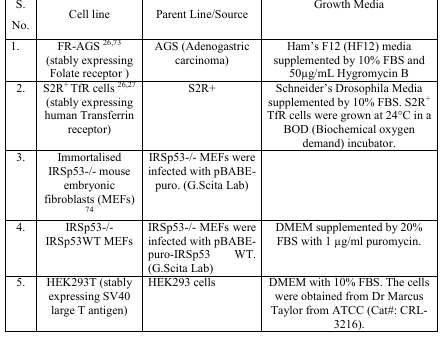 S. No.
Cell line
Parent Line/Source
Growth Media
1.
FR-AGS 26,73
(stably expressing
Folate receptor )
AGS (Adenogastric
carcinoma)
Ham's F12 (HF12) media
supplemented by 10% FBS and
50µg/mL Hygromycin B
2.
S2R+ TfR cells 26,27
(stably expressing
human Transferrin
receptor)
S2R+
Schneider's Drosophila Media
supplemented by 10% FBS. S2R+
TfR cells were grown at 24°C in a
BOD (Biochemical oxygen
demand) incubator.
3.
Immortalised
IRSp53-/- mouse
embryonic
fibroblasts (MEFs)
74
IRSp53-/- MEFs were
infected with pBABE-
puro. (G.Scita Lab)
4.
IRSp53-/-
IRSp53WT MEFs
IRSp53-/- MEFs were
infected with pBABE-
puro-IRSp53 WT.
(G.Scita Lab)
DMEM supplemented by 20%
FBS with 1 µg/ml puromycin.
5.
HEK293T (stably
expressing SV40
large T antigen)
HEK293 cells
DMEM with 10% FBS. The cells
were obtained from Dr Marcus
Taylor from ATCC (Cat#: CRL-
3216).